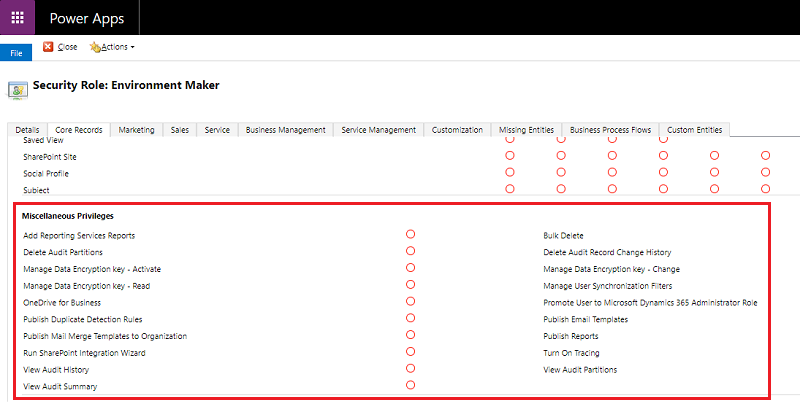 Power Apps
File Close Actions
Security Role: Environment Maker
Details Core Records Marketing Sales Service Business Management Service Management Customization Missing Entities Business Process Flows Custom Entities
Saved View
SharePoint Site
Social Profile
Subject
Miscellaneous Privileges
Add Reporting Services Reports Bulk Delete
Delete Audit Partitions Delete Audit Record Change History
Manage Data Encryption key - Activate Manage Data Encryption key - Change
Manage Data Encryption key - Read Manage User Synchronization Filters
OneDrive for Business Promote User to Microsoft Dynamics 365 Administrator Role
Publish Duplicate Detection Rules Publish Email Templates
Publish Mail Merge Templates to Organization Publish Reports
Run SharePoint Integration Wizard Turn On Tracing
View Audit History View Audit Partitions
View Audit Summary